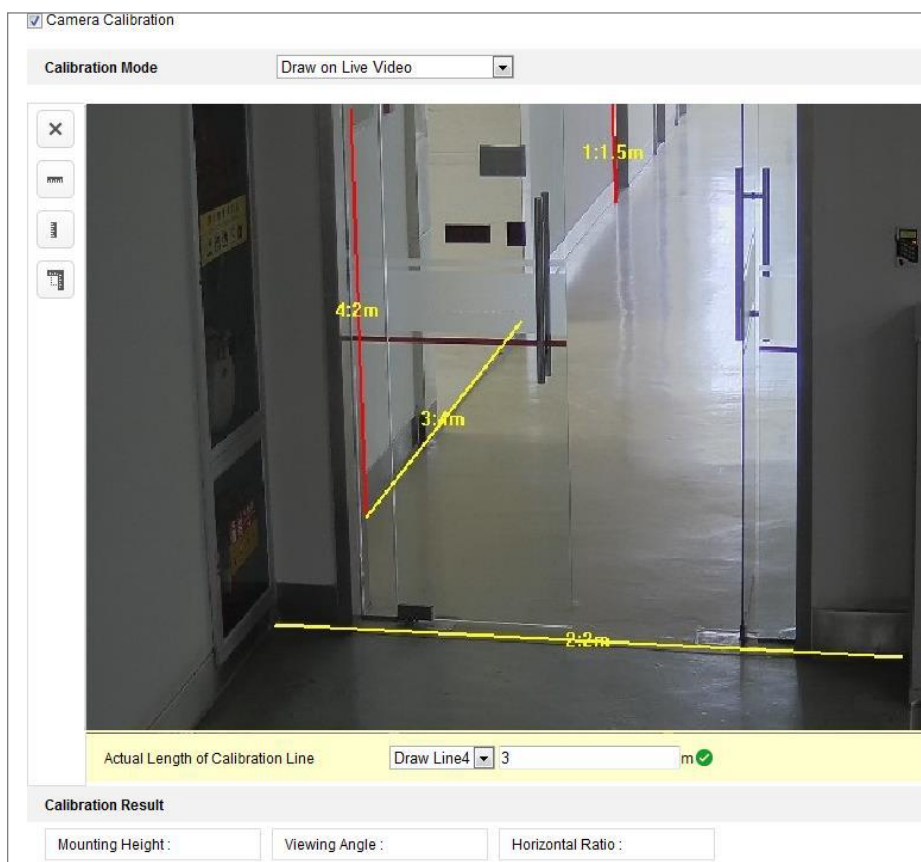 Camera Calibration
Calibration Mode Draw on Live Video
1:1.5m
4:2m
3:4m
2:2m
Actual Length of Calibration Line Draw Line4 3 m
Calibration Result
Mounting Height : Viewing Angle : Horizontal Ratio :